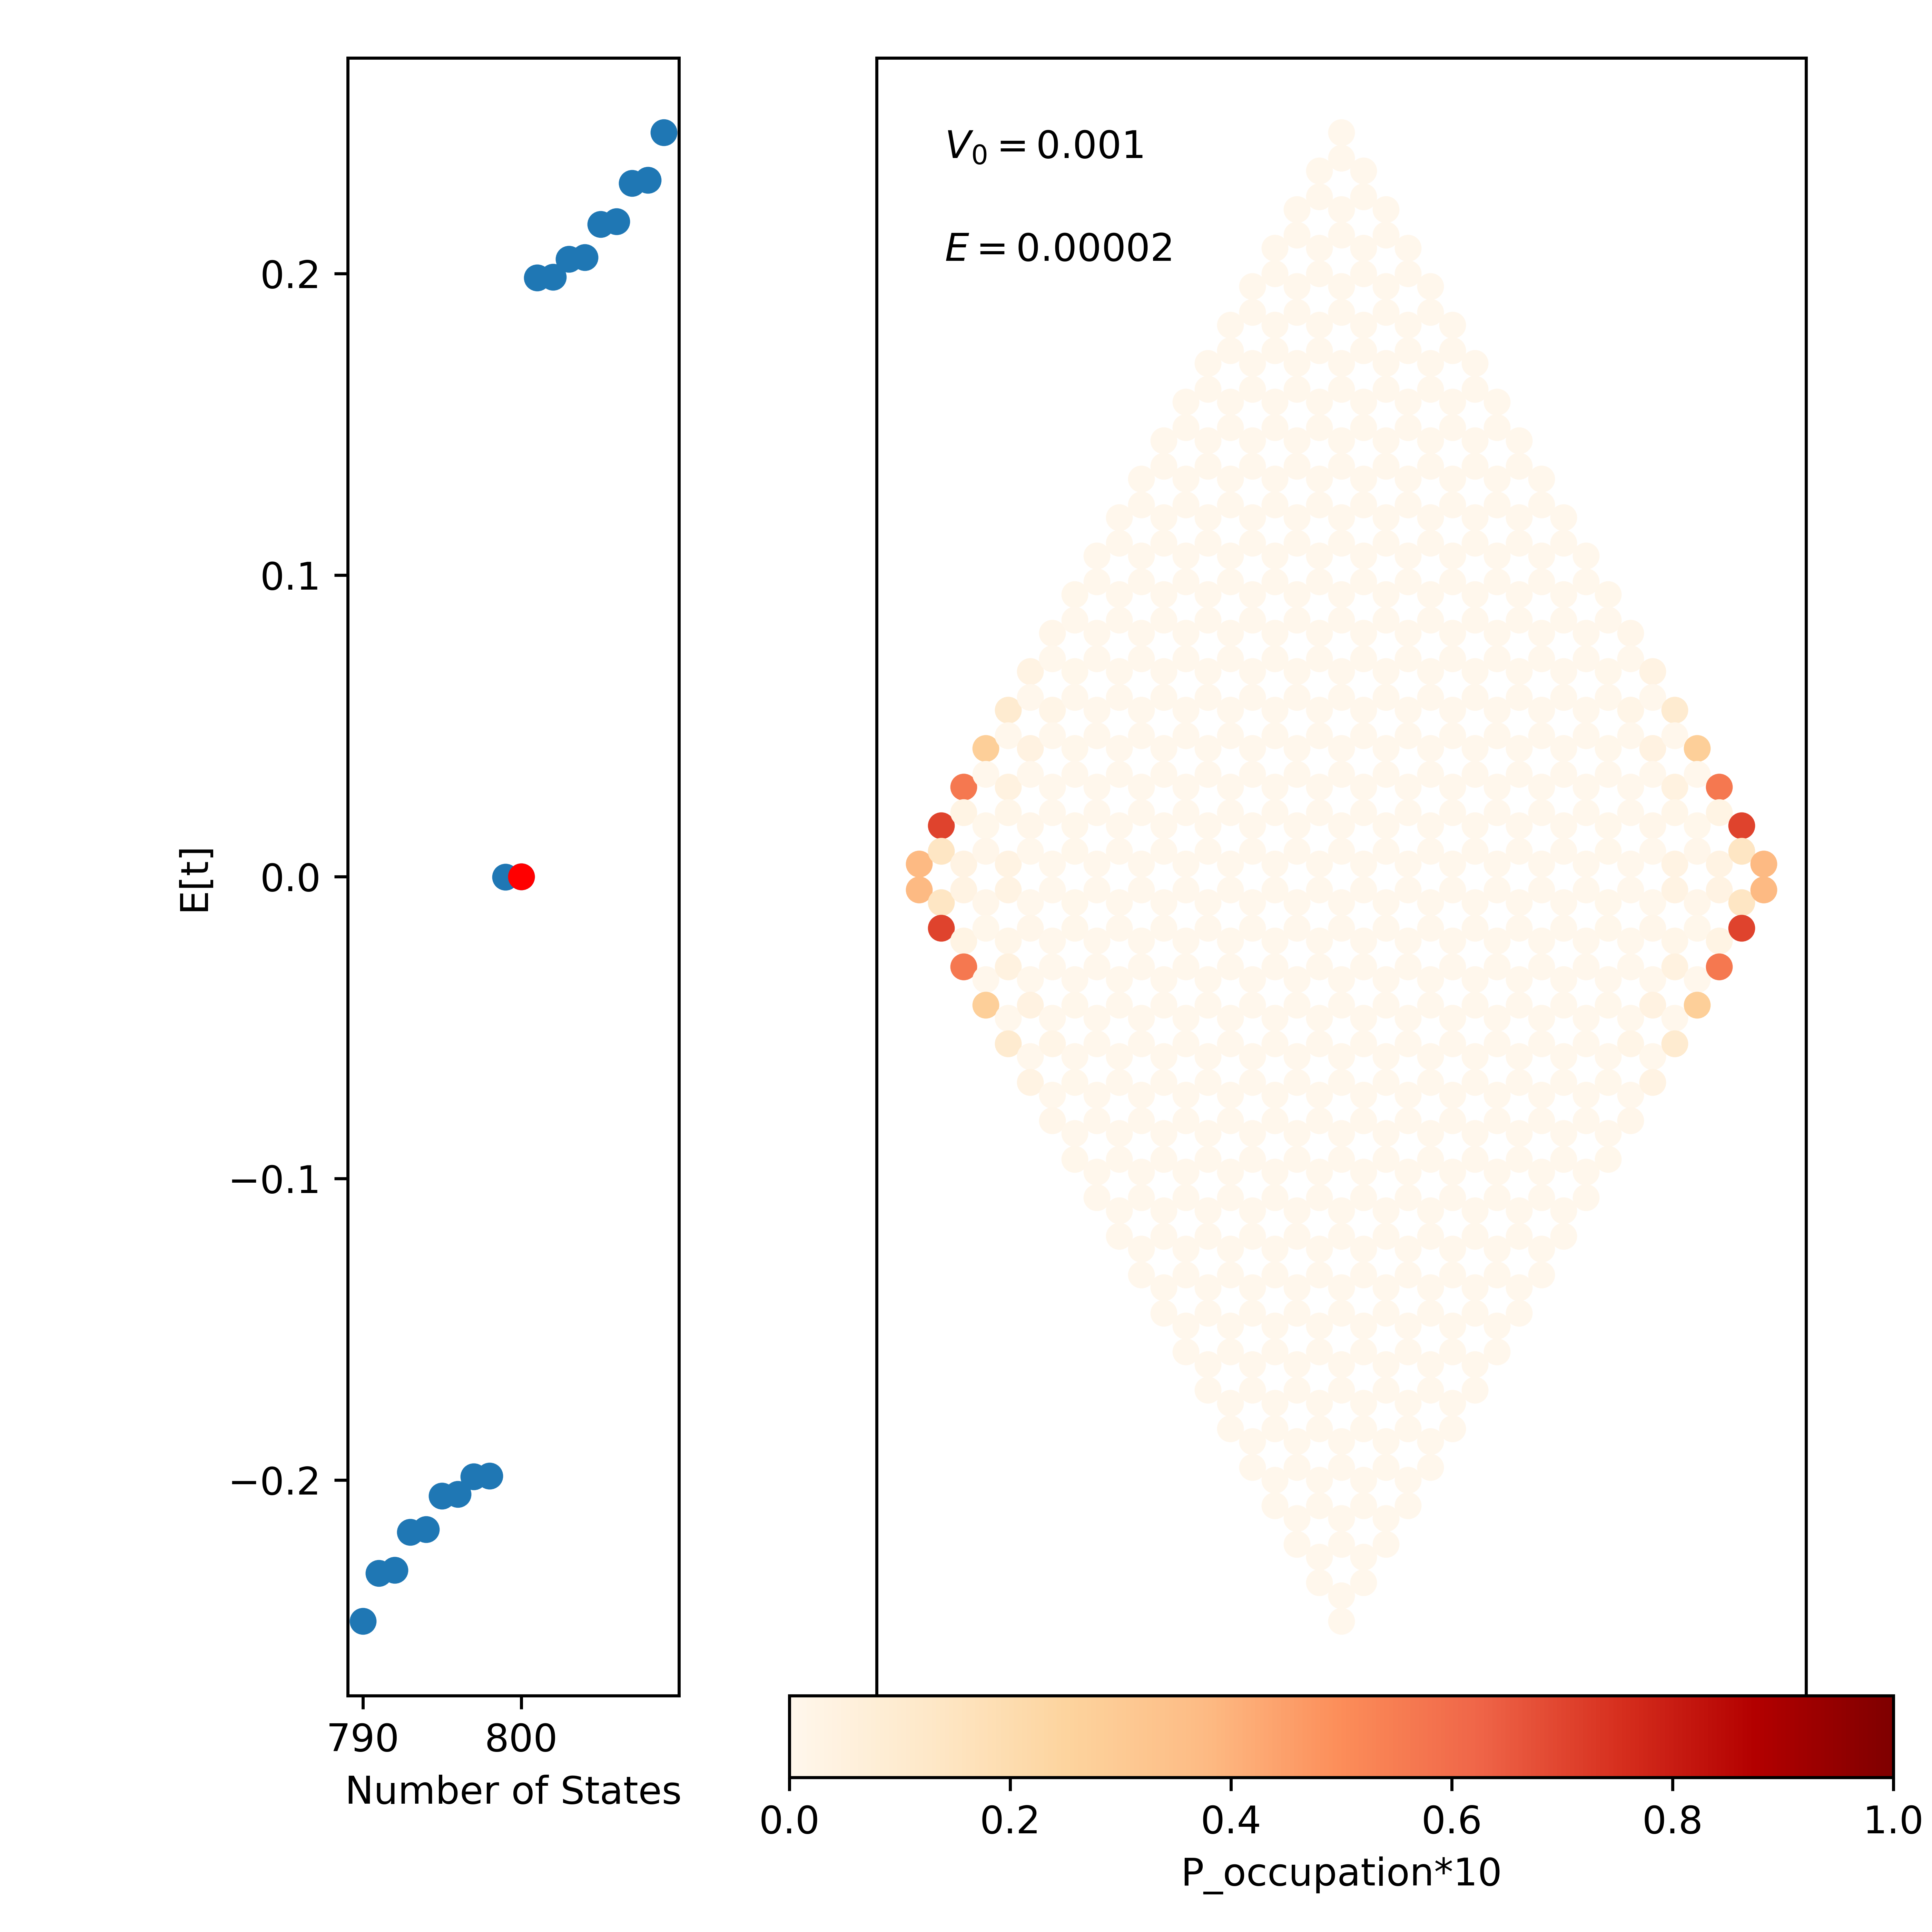 V₀ = 0.001
E = 0.00002
0.2
0.1
0.0
−0.1
−0.2
E[t]
790 800
Number of States
0.0 0.2 0.4 0.6 0.8 1.0
P_occupation*10